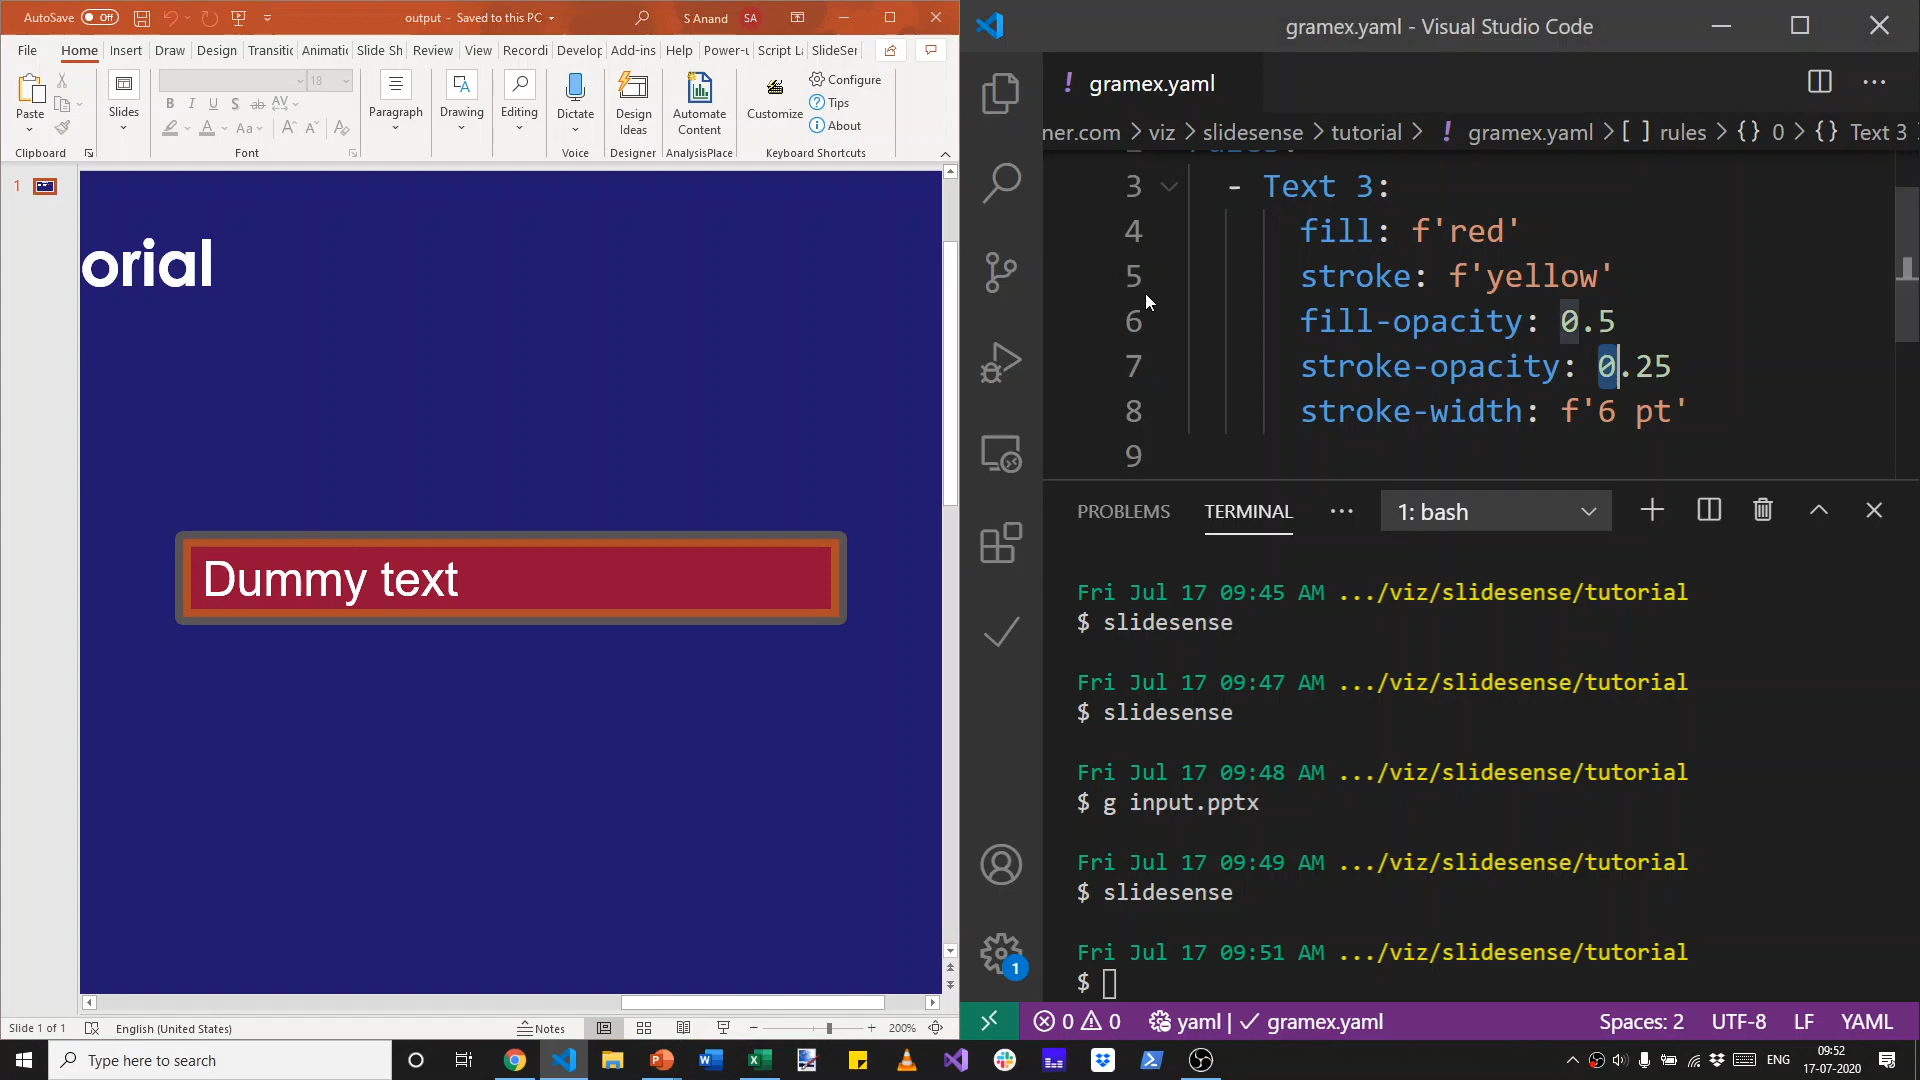 AutoSave Off output - Saved to this PC S Anand SA
File Home Insert Draw Design Transitic Animatic Slide Sh Review View Recordi Develop Add-ins Help Power-u Script La SlideSen
Paste Slides 18 Paragraph Drawing Editing Dictate Design Ideas Automate Content Customize Configure
Tips
About
Clipboard Font Voice Designer AnalysisPlace Keyboard Shortcuts
1
orial
Dummy text
Slide 1 of 1 English (United States) Notes 200%
gramex.yaml - Visual Studio Code
! gramex.yaml
ner.com > viz > slidesense > tutorial > ! gramex.yaml > [ ] rules > {} 0 > {} Text 3
3 - Text 3:
4 fill: f'red'
5 stroke: f'yellow'
6 fill-opacity: 0.5
7 stroke-opacity: 0.25
8 stroke-width: f'6 pt'
9
PROBLEMS TERMINAL ... 1: bash
Fri Jul 17 09:45 AM .../viz/slidesense/tutorial
$ slidesense
Fri Jul 17 09:47 AM .../viz/slidesense/tutorial
$ slidesense
Fri Jul 17 09:48 AM .../viz/slidesense/tutorial
$ g input.pptx
Fri Jul 17 09:49 AM .../viz/slidesense/tutorial
$ slidesense
Fri Jul 17 09:51 AM .../viz/slidesense/tutorial
$
1
0 0 yaml | gramex.yaml Spaces: 2 UTF-8 LF YAML
Type here to search ENG 09:52
17-07-2020